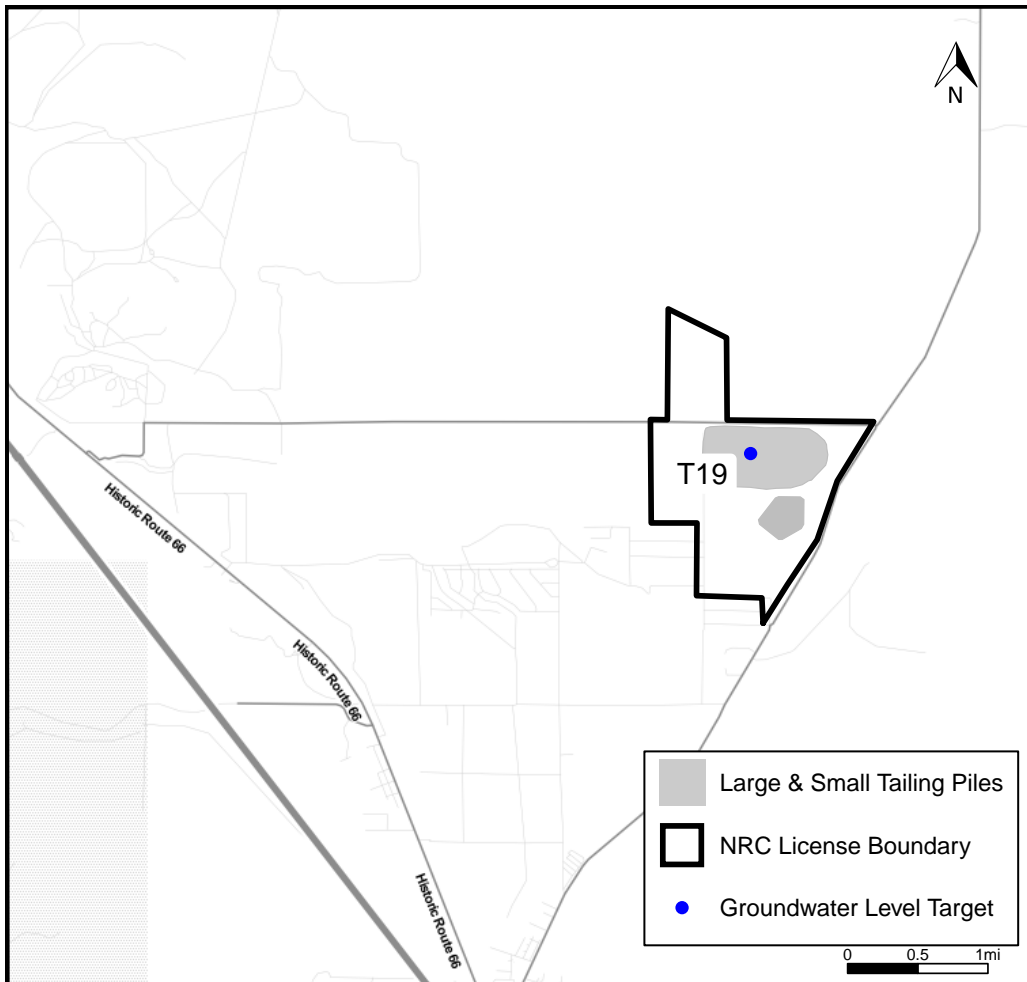 N
T19
Historic Route 66
Historic Route 66
Historic Route 66
Large & Small Tailing Piles
NRC License Boundary
Groundwater Level Target
0 0.5 1mi